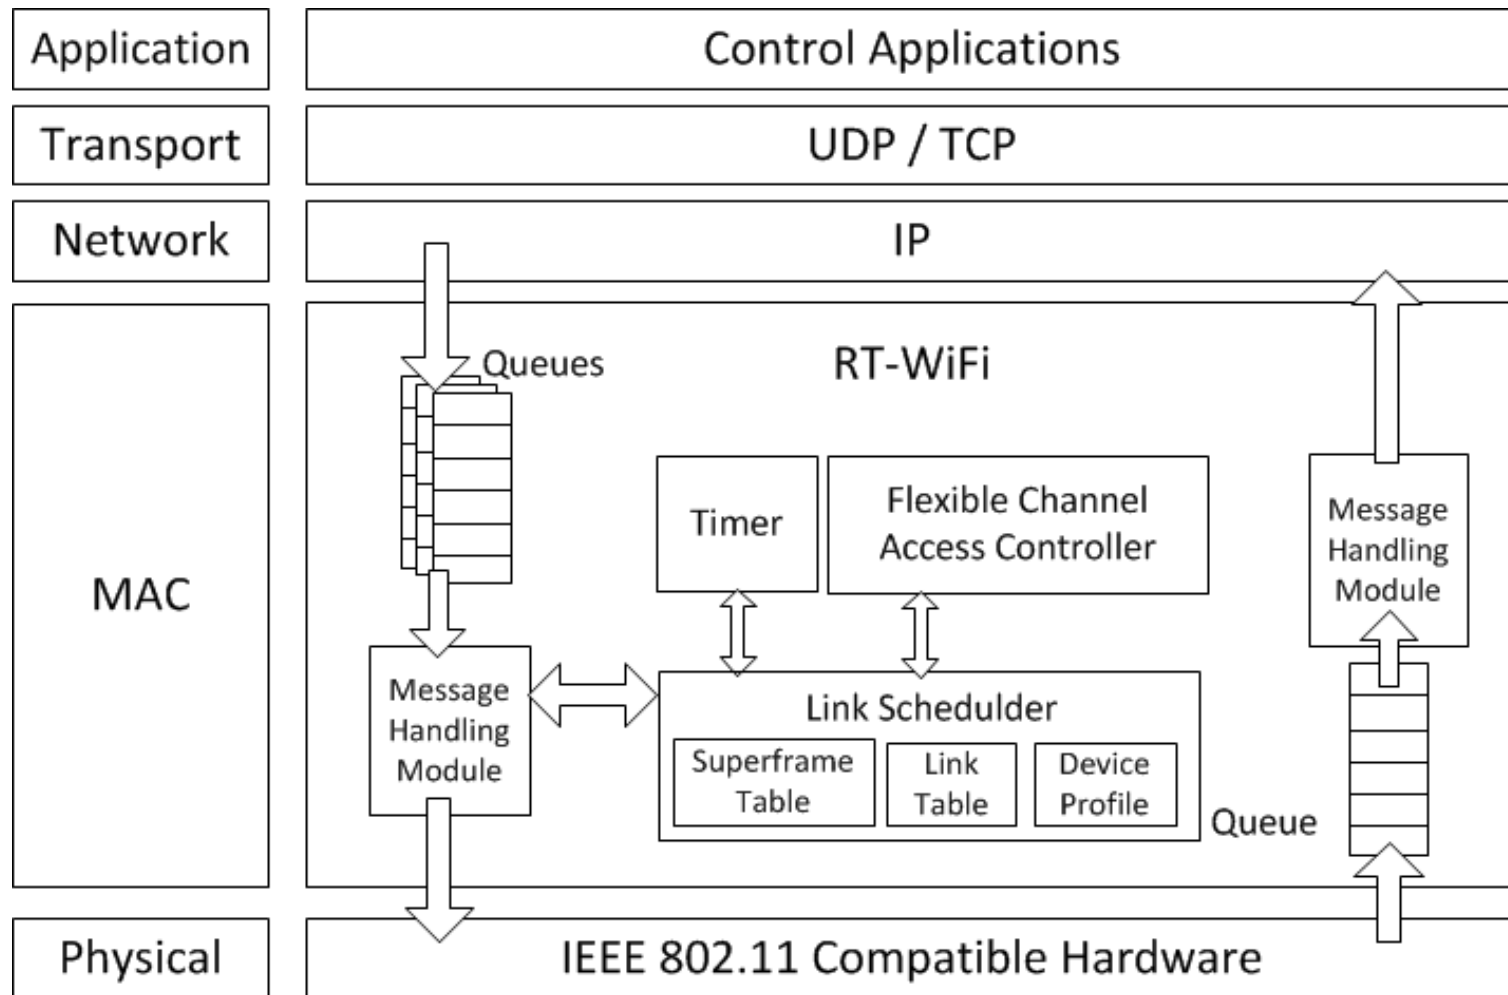 Application
Control Applications
Transport
UDP / TCP
Network
IP
MAC
RT-WiFi
Queues
Timer
Flexible Channel
Access Controller
Message
Handling
Module
Message
Handling
Module
Link Schedulder
Superframe
Table
Link
Table
Device
Profile
Queue
Physical
IEEE 802.11 Compatible Hardware